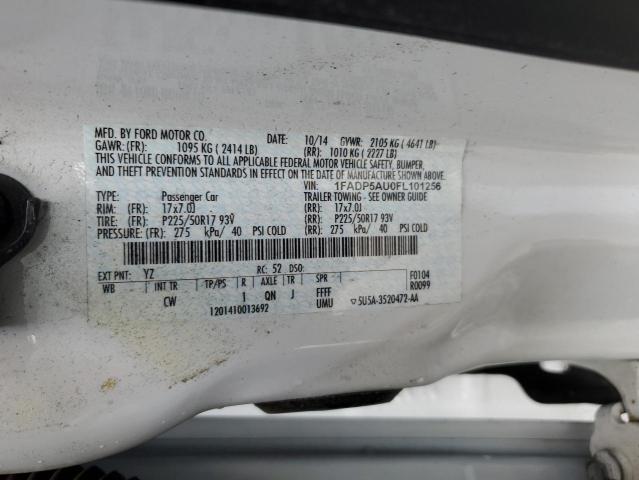 MFD. BY FORD MOTOR CO.
DATE: 10/14 GVWR: 2105 KG ( 4641 LB)
GAWR: (FR): 1095 KG ( 2414 LB) (RR): 1010 KG ( 2227 LB)
THIS VEHICLE CONFORMS TO ALL APPLICABLE FEDERAL MOTOR VEHICLE SAFETY, BUMPER,
AND THEFT PREVENTION STANDARDS IN EFFECT ON THE DATE OF MANUFACTURE SHOWN ABOVE.
VIN: 1FADP5AU0FL101256
TYPE: Passenger Car TRAILER TOWING - SEE OWNER GUIDE
RIM: (FR) 17x7.0J (RR): 17x7.0J
TIRE: (FR): P225/50R17 93V P225/50R17 93V
PRESSURE: (FR): 275 kPa/ 40 PSI COLD (RR): 275 kPa/ 40 PSI COLD
EXT PNT: YZ RC: 52 DSO: F0104
WB INT TR TP/PS R AXLE TR SPR R0099
CW I QN J FFFF
1201410013692 UMU ▽5U5A-3520472-AA